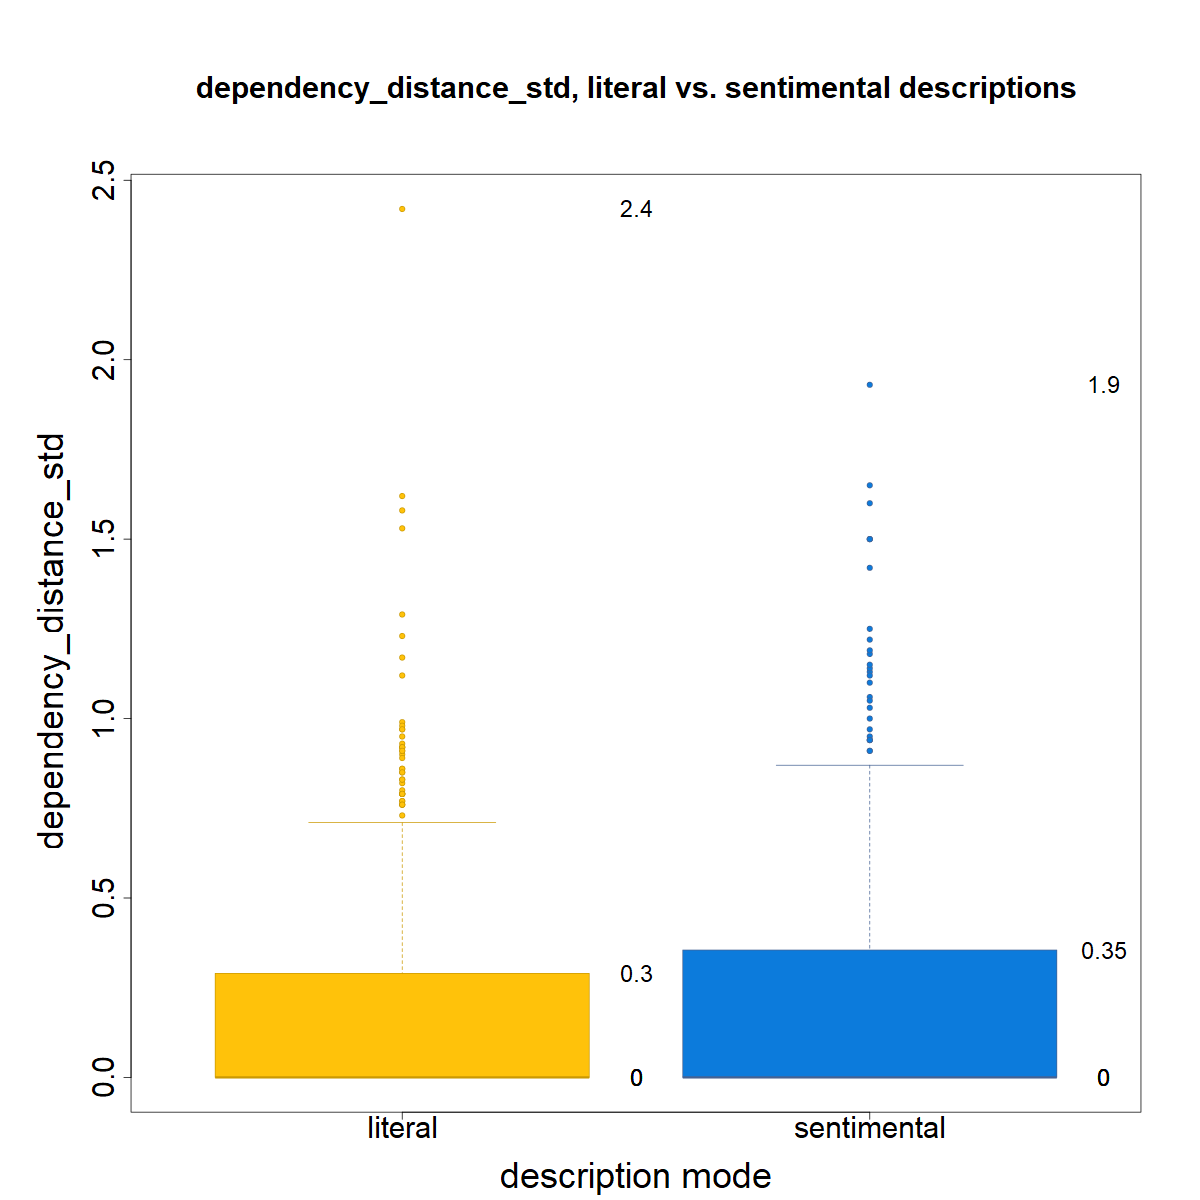 dependency_distance_std, literal vs. sentimental descriptions
dependency_distance_std
2.5
2.0
1.5
1.0
0.5
0.0
2.4
1.9
0.3
0.35
0
0
literal
sentimental
description mode